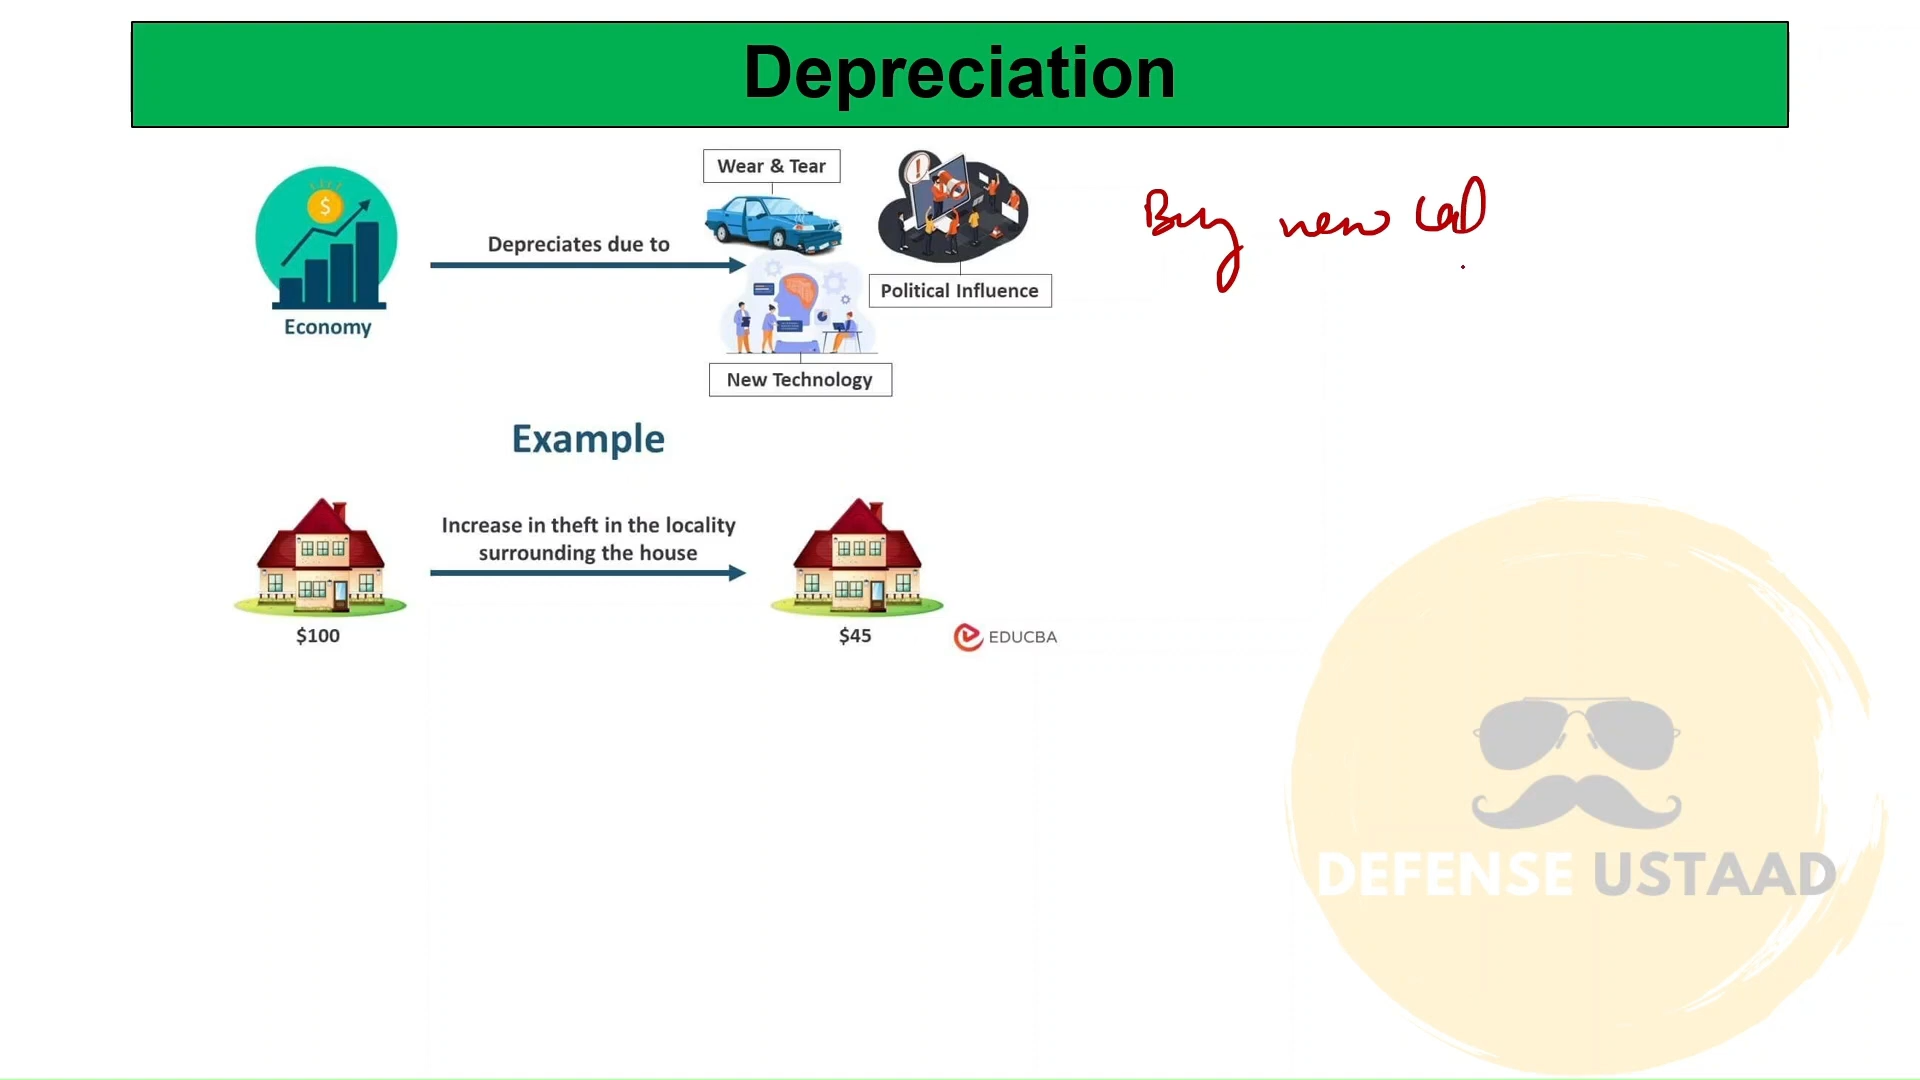 Depreciation
Wear & Tear
Depreciates due to
Political Influence
Economy
New Technology
Buy new
Example
Increase in theft in the locality
surrounding the house
$100
$45
EDUCBA
DEFENSE USTAAD